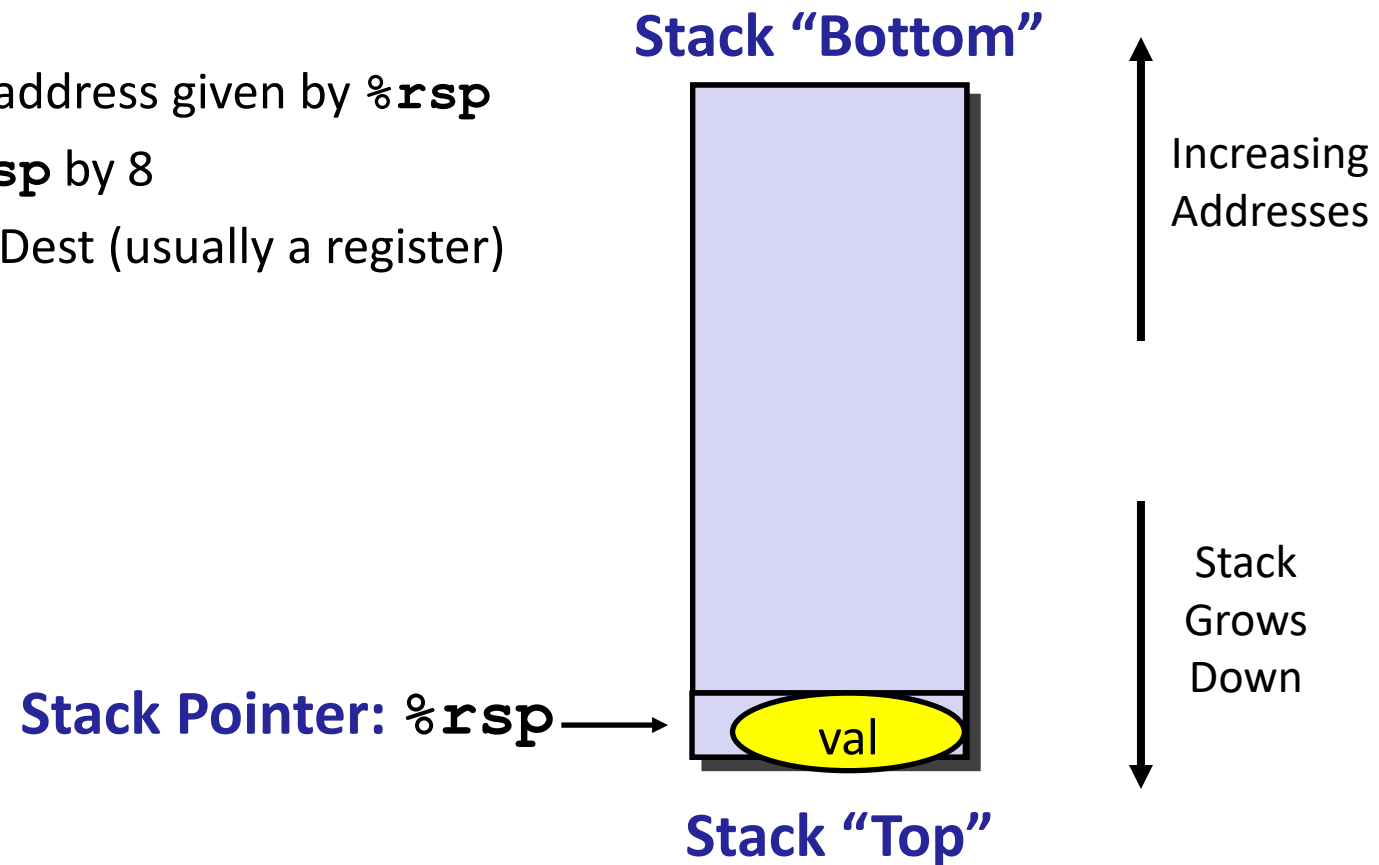 Stack “Bottom”
address given by %rsp
sp by 8
Dest (usually a register)
Increasing
Addresses
Stack
Grows
Down
Stack Pointer: %rsp
val
Stack “Top”